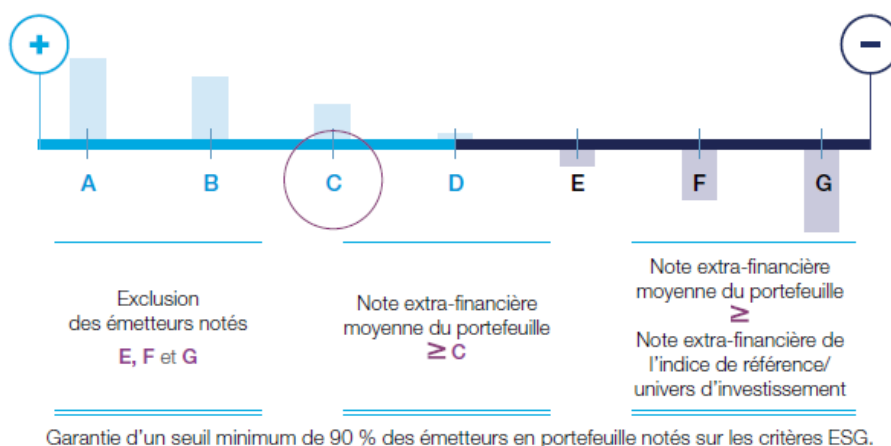 +
−
A B C D E F G
Exclusion
des émetteurs notés
E, F et G
Note extra-financière
moyenne du portefeuille
≥ C
Note extra-financière
moyenne du portefeuille
≥
Note extra-financière de
l'indice de référence/
univers d'investissement
Garantie d'un seuil minimum de 90 % des émetteurs en portefeuille notés sur les critères ESG.